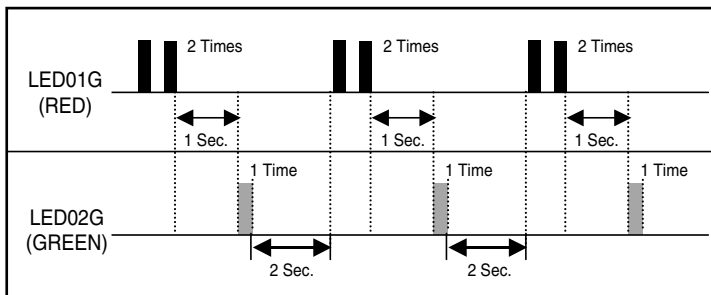 2 Times 2 Times 2 Times
LED01G
(RED)
1 Sec. 1 Sec. 1 Sec.
1 Time 1 Time 1 Time
LED02G
(GREEN)
2 Sec. 2 Sec.